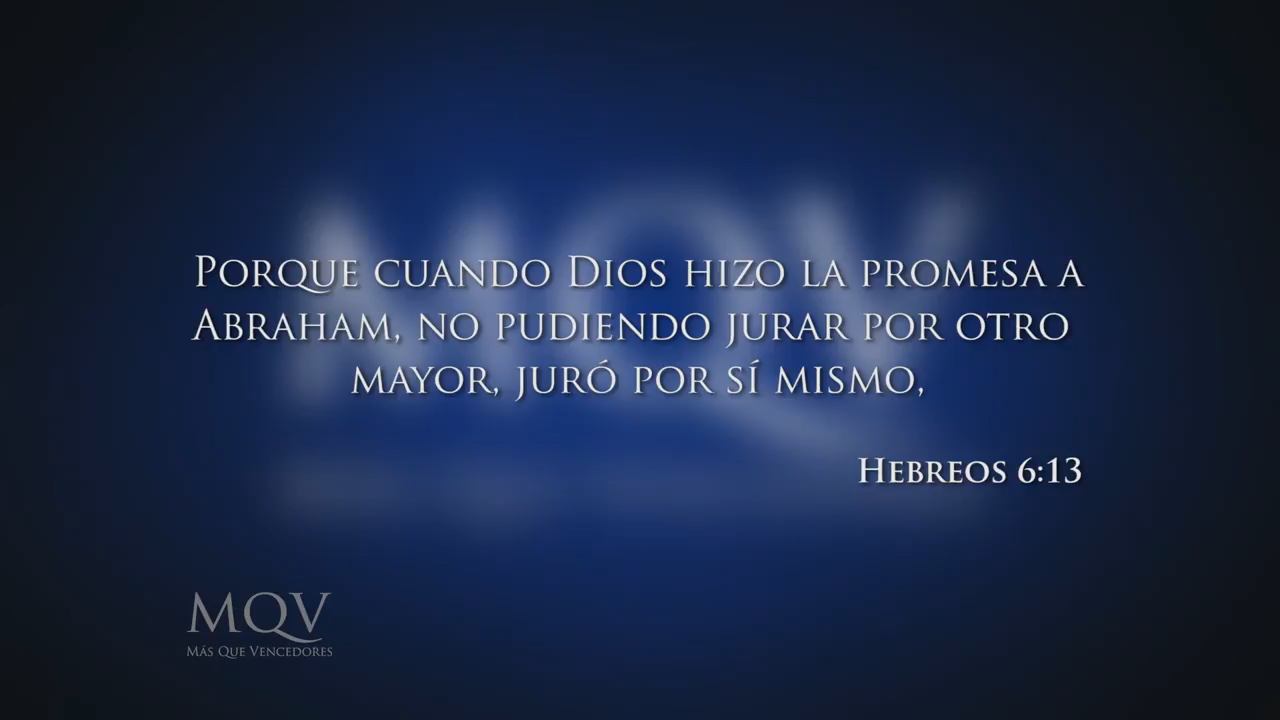 Porque cuando Dios hizo la promesa a
Abraham, no pudiendo jurar por otro
mayor, juró por sí mismo,
Hebreos 6:13
MQV
Más Que Vencedores